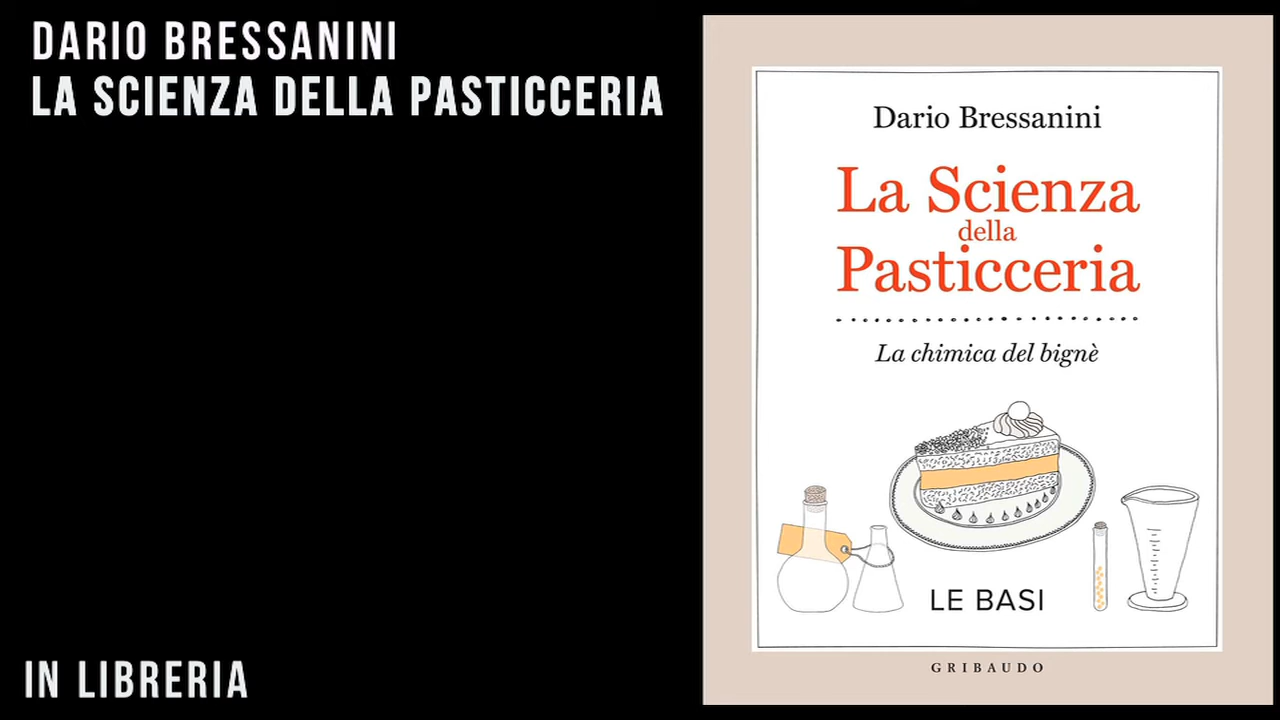 DARIO BRESSANINI
LA SCIENZA DELLA PASTICCERIA
IN LIBRERIA
Dario Bressanini
La Scienza
della
Pasticceria
La chimica del bignè
LE BASI
GRIBAUDO